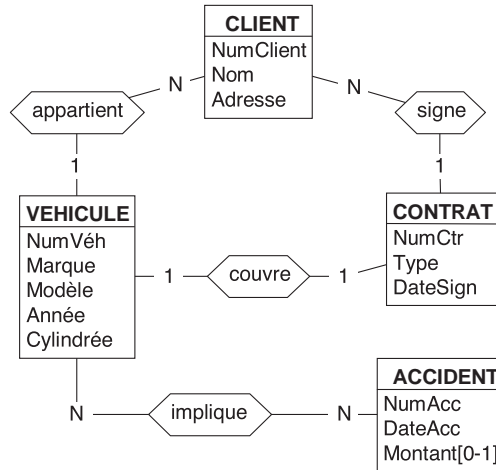 CLIENT
NumClient
Nom
Adresse
N
N
appartient
signe
1
1
VEHICULE
NumVéh
Marque
Modèle
Année
Cylindrée
CONTRAT
NumCtr
Type
DateSign
1
couvre
1
ACCIDENT
NumAcc
DateAcc
Montant[0-1]
N
implique
N